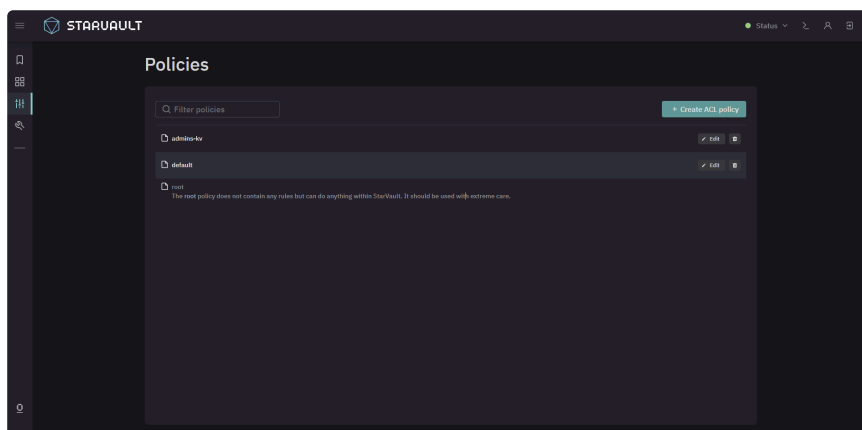 STARVAULT
Status
Policies
Filter policies
+ Create ACL policy
admins-kv
Edit
default
Edit
root
The root policy does not contain any rules but can do anything within StarVault. It should be used with extreme care.